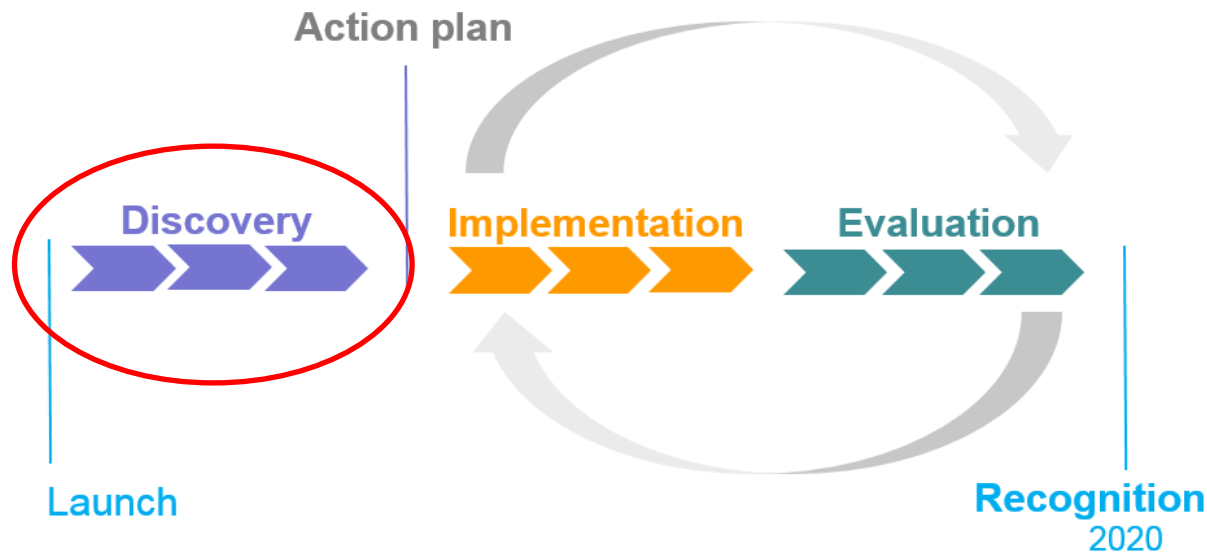 Action plan
Discovery
Implementation
Evaluation
Launch
Recognition
2020